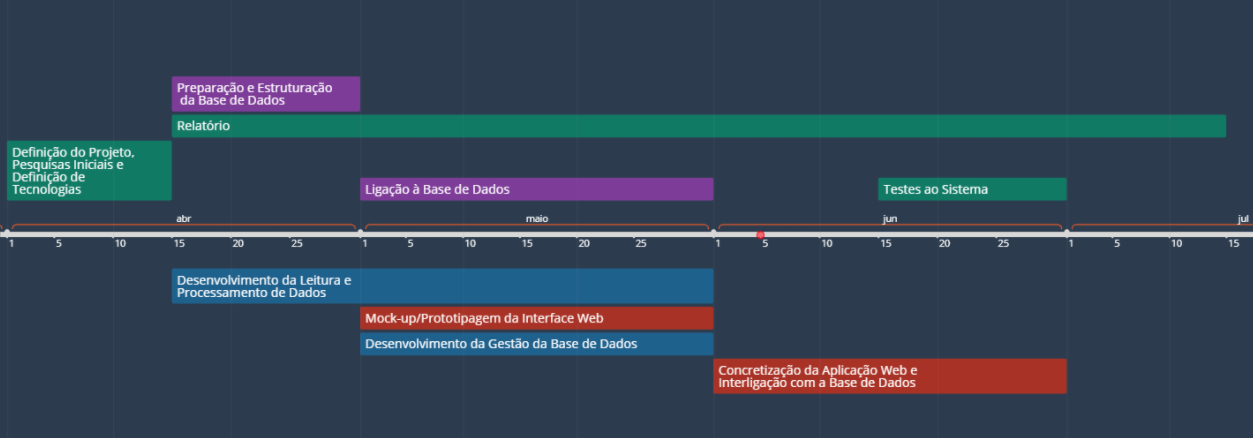 Preparação e Estruturação
da Base de Dados
Relatório
Definição do Projeto,
Pesquisas Iniciais e
Definição de
Tecnologias
Ligação à Base de Dados
Testes ao Sistema
abr
maio
jun
jul
1 5 10 15 20 25 1 5 10 15 20 25 1 5 10 15 20 25 1 5 10 15
Desenvolvimento da Leitura e
Processamento de Dados
Mock-up/Prototipagem da Interface Web
Desenvolvimento da Gestão da Base de Dados
Concretização da Aplicação Web e
Interligação com a Base de Dados